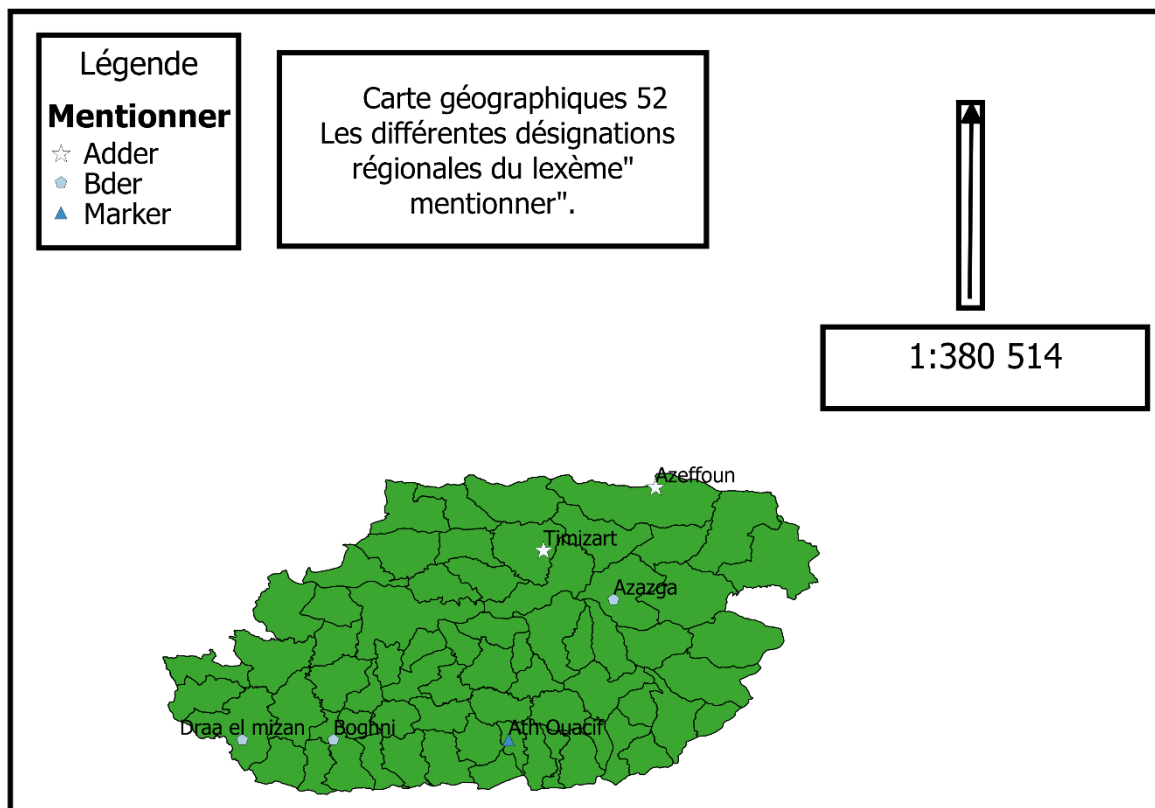 Légende
Mentionner
Adder
Bder
Marker
Carte géographiques 52
Les différentes désignations
régionales du lexème"
mentionner".
1:380 514
Azeffoun
Timizart
Azazga
Draa el mizan
Boghni
Ath Ouacif